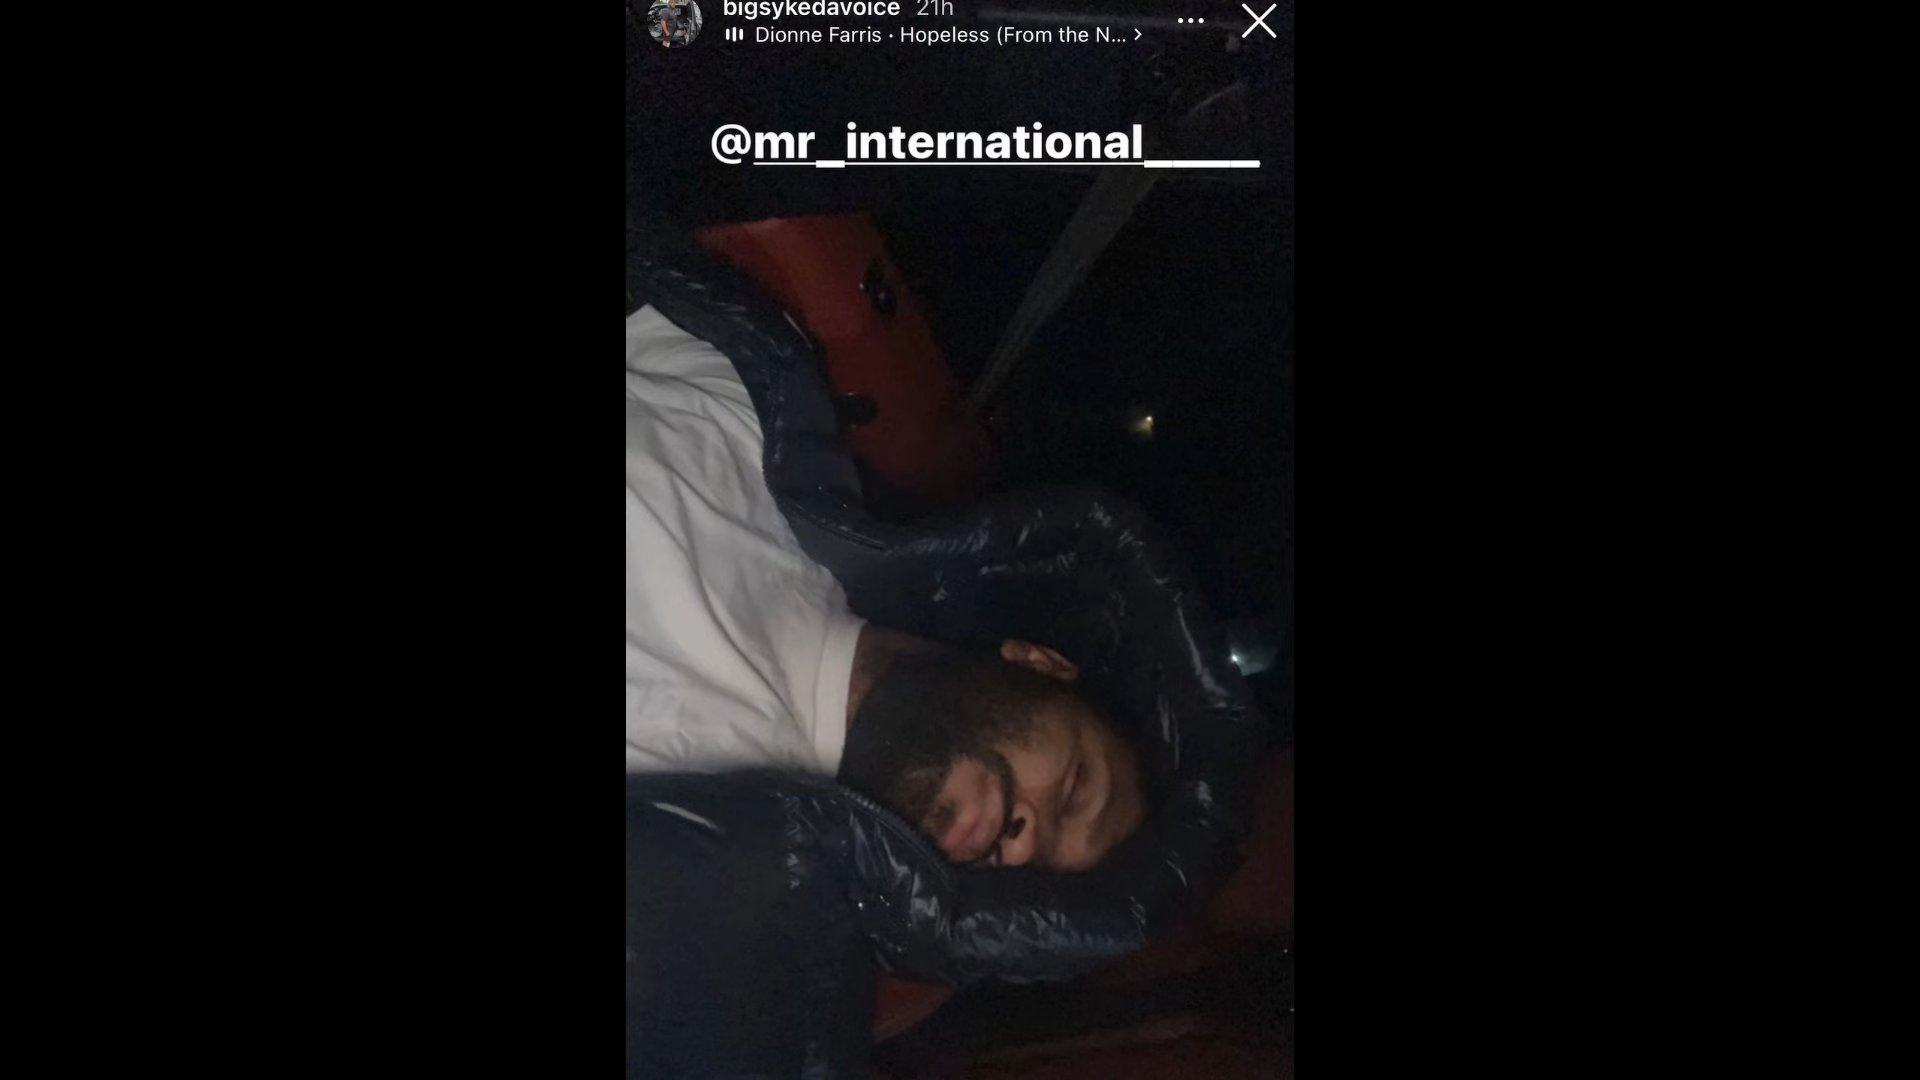 bigsykedavoice 21h
Dionne Farris · Hopeless (From the N...
@mr_international____